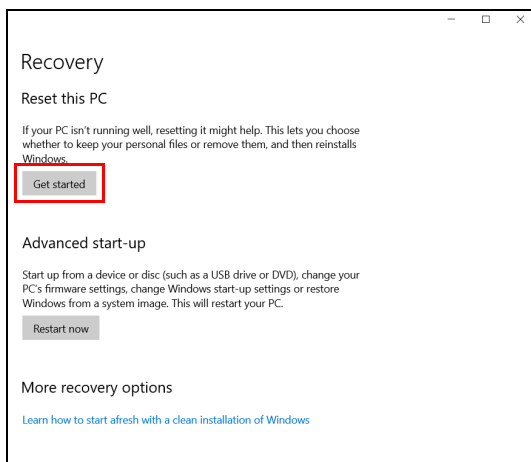 Recovery
Reset this PC
If your PC isn't running well, resetting it might help. This lets you choose
whether to keep your personal files or remove them, and then reinstalls
Windows.
Get started
Advanced start-up
Start up from a device or disc (such as a USB drive or DVD), change your
PC's firmware settings, change Windows start-up settings or restore
Windows from a system image. This will restart your PC.
Restart now
More recovery options
Learn how to start afresh with a clean installation of Windows